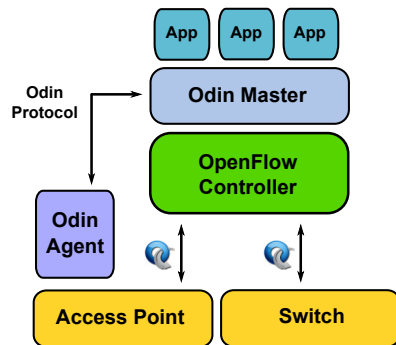 App App App
Odin Master
Odin
Protocol
OpenFlow
Controller
Odin
Agent
Access Point
Switch